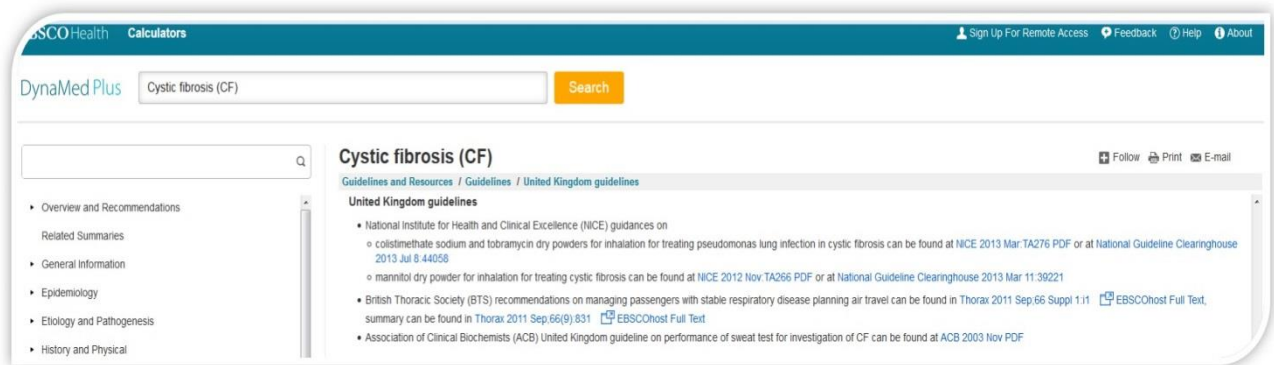 EBSCO Health Calculators Sign Up For Remote Access Feedback Help About
DynaMed Plus Cystic fibrosis (CF) Search
Cystic fibrosis (CF) Follow Print E-mail
Guidelines and Resources / Guidelines / United Kingdom guidelines
Overview and Recommendations
Related Summaries
General Information
Epidemiology
Etiology and Pathogenesis
History and Physical
United Kingdom guidelines
• National Institute for Health and Clinical Excellence (NICE) guidances on
o colistimethate sodium and tobramycin dry powders for inhalation for treating pseudomonas lung infection in cystic fibrosis can be found at NICE 2013 Mar:TA276 PDF or at National Guideline Clearinghouse
2013 Jul 8:44058
o mannitol dry powder for inhalation for treating cystic fibrosis can be found at NICE 2012 Nov:TA266 PDF or at National Guideline Clearinghouse 2013 Mar 11:39221
• British Thoracic Society (BTS) recommendations on managing passengers with stable respiratory disease planning air travel can be found in Thorax 2011 Sep;66 Suppl 1:i1 EBSCOhost Full Text,
summary can be found in Thorax 2011 Sep;66(9):831 EBSCOhost Full Text
• Association of Clinical Biochemists (ACB) United Kingdom guideline on performance of sweat test for investigation of CF can be found at ACB 2003 Nov PDF